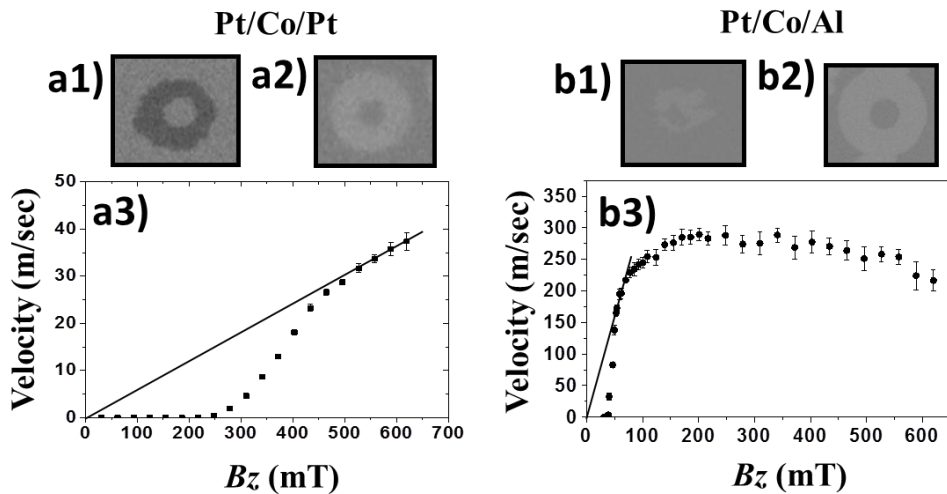 Pt/Co/Pt
Pt/Co/Al
a1)
a2)
b1)
b2)
a3)
Velocity (m/sec)
50
40
30
20
10
0
0 100 200 300 400 500 600 700
Bz (mT)
b3)
Velocity (m/sec)
350
300
250
200
150
100
50
0
0 100 200 300 400 500 600
Bz (mT)